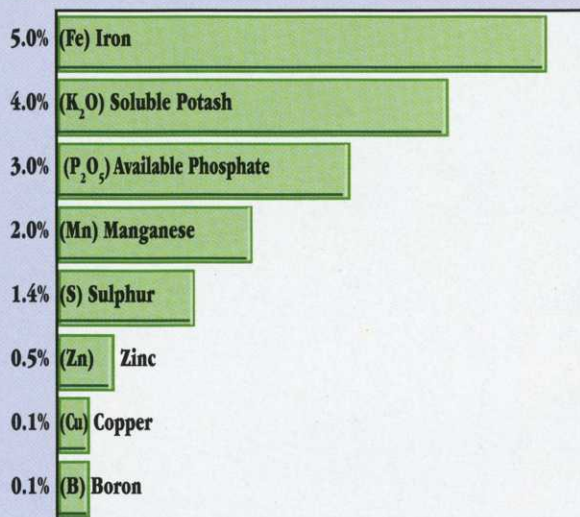 5.0% (Fe) Iron
4.0% (K₂O) Soluble Potash
3.0% (P₂O₅) Available Phosphate
2.0% (Mn) Manganese
1.4% (S) Sulphur
0.5% (Zn) Zinc
0.1% (Cu) Copper
0.1% (B) Boron